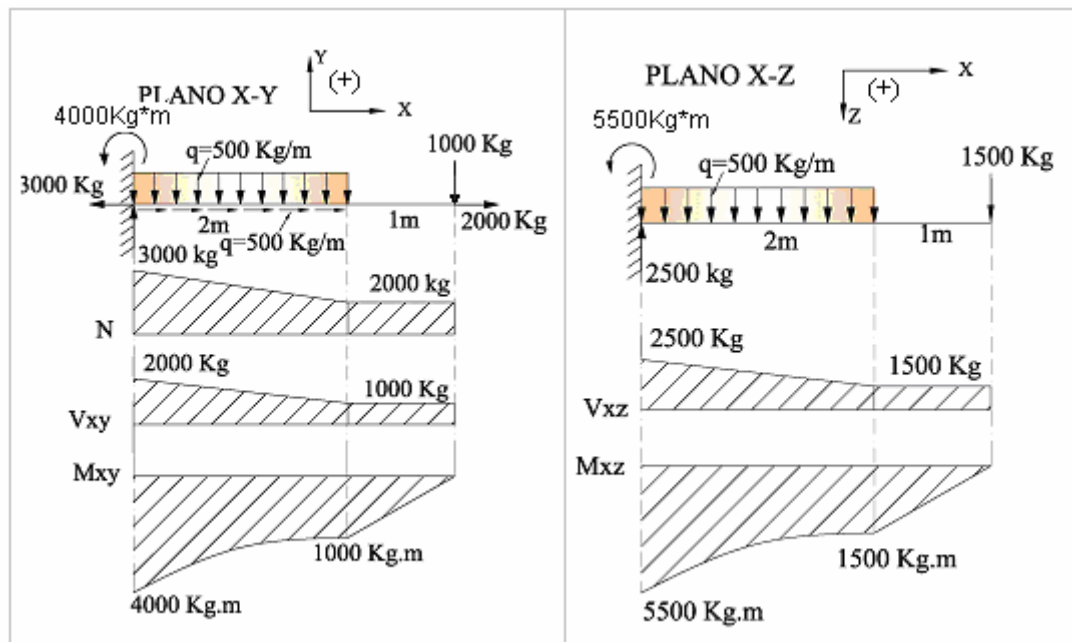 Y
(+)
X
PLANO X-Y
4000Kg*m
q=500 Kg/m
1000 Kg
3000 Kg
2m
1m
2000 Kg
q=500 Kg/m
3000 kg
2000 kg
N
2000 Kg
1000 Kg
Vxy
Mxy
1000 Kg.m
4000 Kg.m
PLANO X-Z
X
(+)
Z
5500Kg*m
q=500 Kg/m
1500 Kg
2m
1m
2500 kg
2500 Kg
1500 Kg
Vxz
Mxz
1500 Kg.m
5500 Kg.m